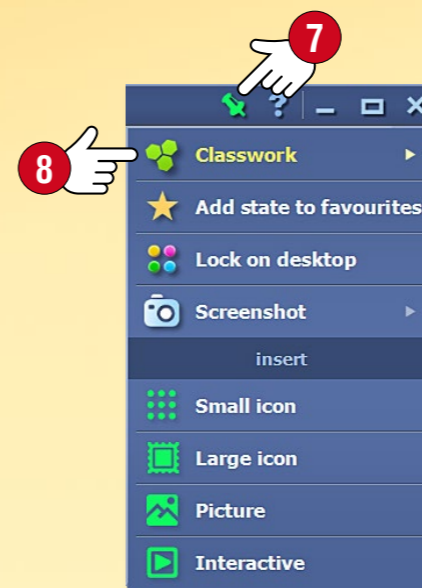 7
?
8
Classwork
Add state to favourites
Lock on desktop
Screenshot
insert
Small icon
Large icon
Picture
Interactive